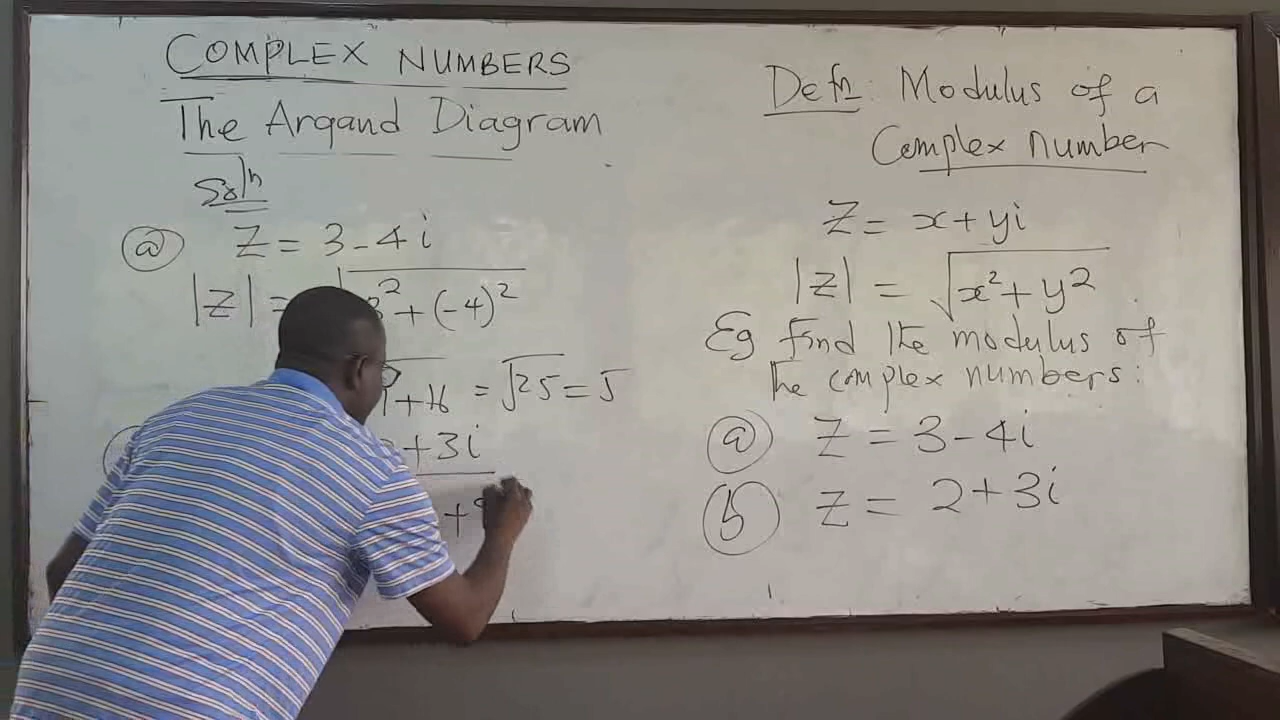 COMPLEX NUMBERS
The Argand Diagram
Soln
(a) Z = 3 - 4i
|Z| = √3² + (-4)²
9 + 16 = √25 = 5
+ 3i
+
Defn: Modulus of a
Complex number
Z = x + yi
|Z| = √x² + y²
Eg Find the modulus of
the complex numbers:
(a) Z = 3 - 4i
(b) Z = 2 + 3i